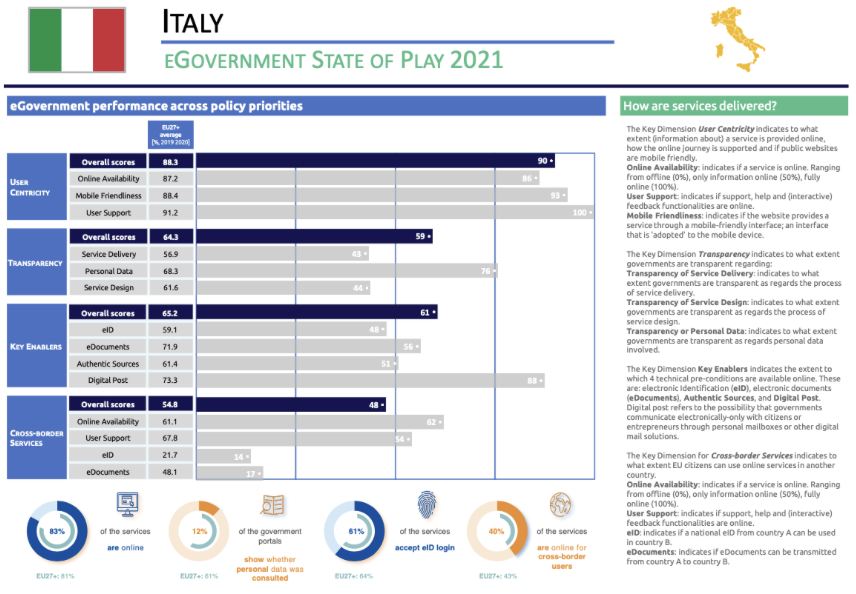 ITALY
EGOVERNMENT STATE OF PLAY 2021
eGovernment performance across policy priorities
EU27+
average
[%, 2019 2020]
USER
CENTRICITY
Overall scores 88.3 90
Online Availability 87.2 86
Mobile Friendliness 88.4 93
User Support 91.2 100
TRANSPARENCY
Overall scores 64.3 59
Service Delivery 56.9 43
Personal Data 68.3 76
Service Design 61.6 44
KEY ENABLERS
Overall scores 65.2 61
eID 59.1 48
eDocuments 71.9 56
Authentic Sources 61.4 51
Digital Post 73.3 88
CROSS-BORDER
SERVICES
Overall scores 54.8 48
Online Availability 61.1 62
User Support 67.8 54
eID 21.7 14
eDocuments 48.1 17
83%
of the services
are online
EU27+: 81%
12%
of the government
portals
show whether
personal data was
consulted
EU27+: 61%
61%
of the services
accept eID login
EU27+: 64%
40%
of the services
are online for
cross-border
users
EU27+: 43%
How are services delivered?
The Key Dimension User Centricity indicates to what
extent (information about) a service is provided online,
how the online journey is supported and if public websites
are mobile friendly.
Online Availability: indicates if a service is online. Ranging
from offline (0%), only information online (50%), fully
online (100%).
User Support: indicates if support, help and (interactive)
feedback functionalities are online.
Mobile Friendliness: indicates if the website provides a
service through a mobile-friendly interface; an interface
that is 'adopted' to the mobile device.
The Key Dimension Transparency indicates to what extent
governments are transparent regarding:
Transparency of Service Delivery: indicates to what
extent governments are transparent as regards the process
of service delivery.
Transparency of Service Design: indicates to what extent
governments are transparent as regards the process of
service design.
Transparency or Personal Data: indicates to what extent
governments are transparent as regards personal data
involved.
The Key Dimension Key Enablers indicates the extent to
which 4 technical pre-conditions are available online. These
are: electronic Identification (eID), electronic documents
(eDocuments), Authentic Sources, and Digital Post.
Digital post refers to the possibility that governments
communicate electronically-only with citizens or
entrepreneurs through personal mailboxes or other digital
mail solutions.
The Key Dimension for Cross-border Services indicates to
what extent EU citizens can use online services in another
country.
Online Availability: indicates if a service is online. Ranging
from offline (0%), only information online (50%), fully
online (100%).
User Support: indicates if support, help and (interactive)
feedback functionalities are online.
eID: indicates if a national eID from country A can be used
in country B.
eDocuments: indicates if eDocuments can be transmitted
from country A to country B.